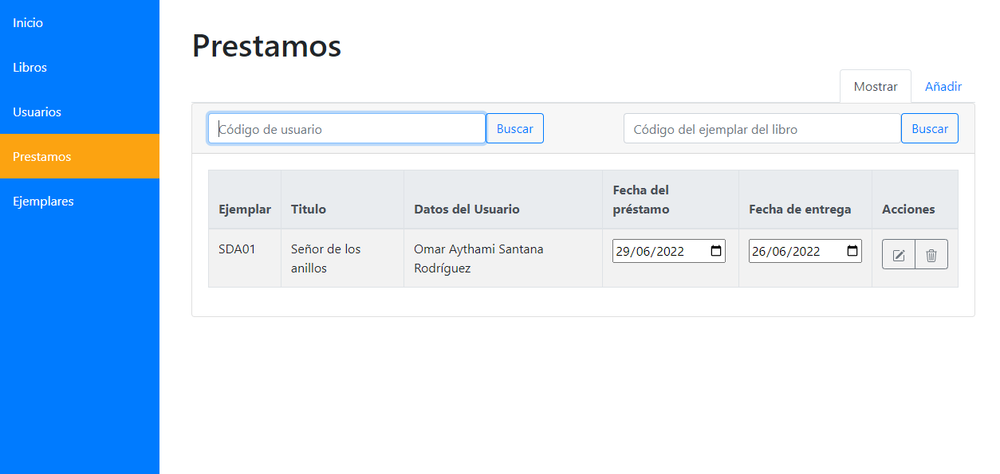 Inicio
Libros
Usuarios
Prestamos
Ejemplares
Prestamos
Mostrar Añadir
Código de usuario Buscar Código del ejemplar del libro Buscar
Fecha del
Ejemplar Titulo Datos del Usuario préstamo Fecha de entrega Acciones
SDA01 Señor de los Omar Aythami Santana 29/06/2022 26/06/2022
anillos Rodríguez